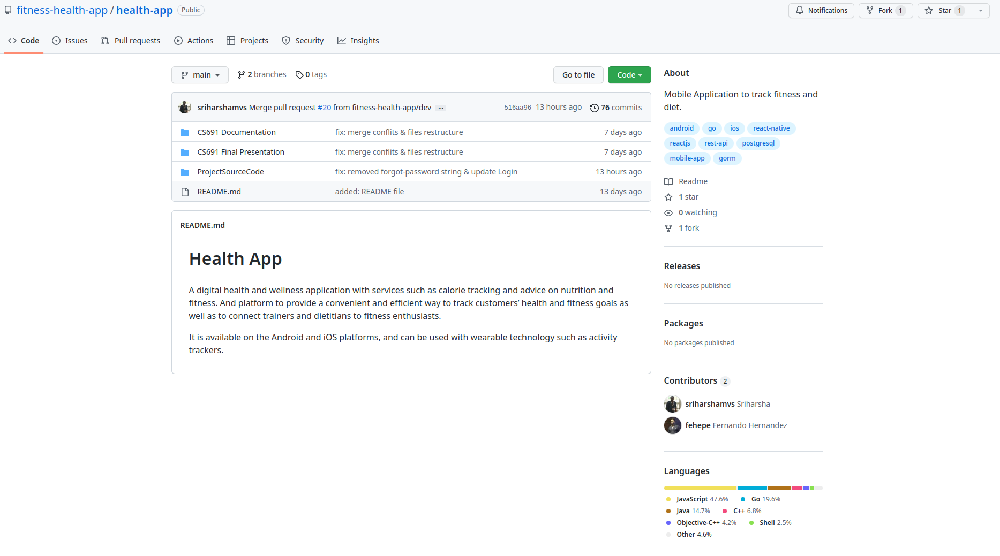 fitness-health-app / health-app Public
Notifications Fork 1 Star 1
Code Issues Pull requests Actions Projects Security Insights
main 2 branches 0 tags Go to file Code
sriharshamvs Merge pull request #20 from fitness-health-app/dev ... 516aa96 13 hours ago 76 commits
CS691 Documentation fix: merge conflits & files restructure 7 days ago
CS691 Final Presentation fix: merge conflits & files restructure 7 days ago
ProjectSourceCode fix: removed forgot-password string & update Login 13 hours ago
README.md added: README file 13 days ago
README.md
Health App
A digital health and wellness application with services such as calorie tracking and advice on nutrition and
fitness. And platform to provide a convenient and efficient way to track customers’ health and fitness goals as
well as to connect trainers and dietitians to fitness enthusiasts.
It is available on the Android and iOS platforms, and can be used with wearable technology such as activity
trackers.
About
Mobile Application to track fitness and
diet.
android go ios react-native
reactjs rest-api postgresql
mobile-app gorm
Readme
1 star
0 watching
1 fork
Releases
No releases published
Packages
No packages published
Contributors 2
sriharshamvs Sriharsha
fehepe Fernando Hernandez
Languages
JavaScript 47.6% Go 19.6%
Java 14.7% C++ 6.8%
Objective-C++ 4.2% Shell 2.5%
Other 4.6%